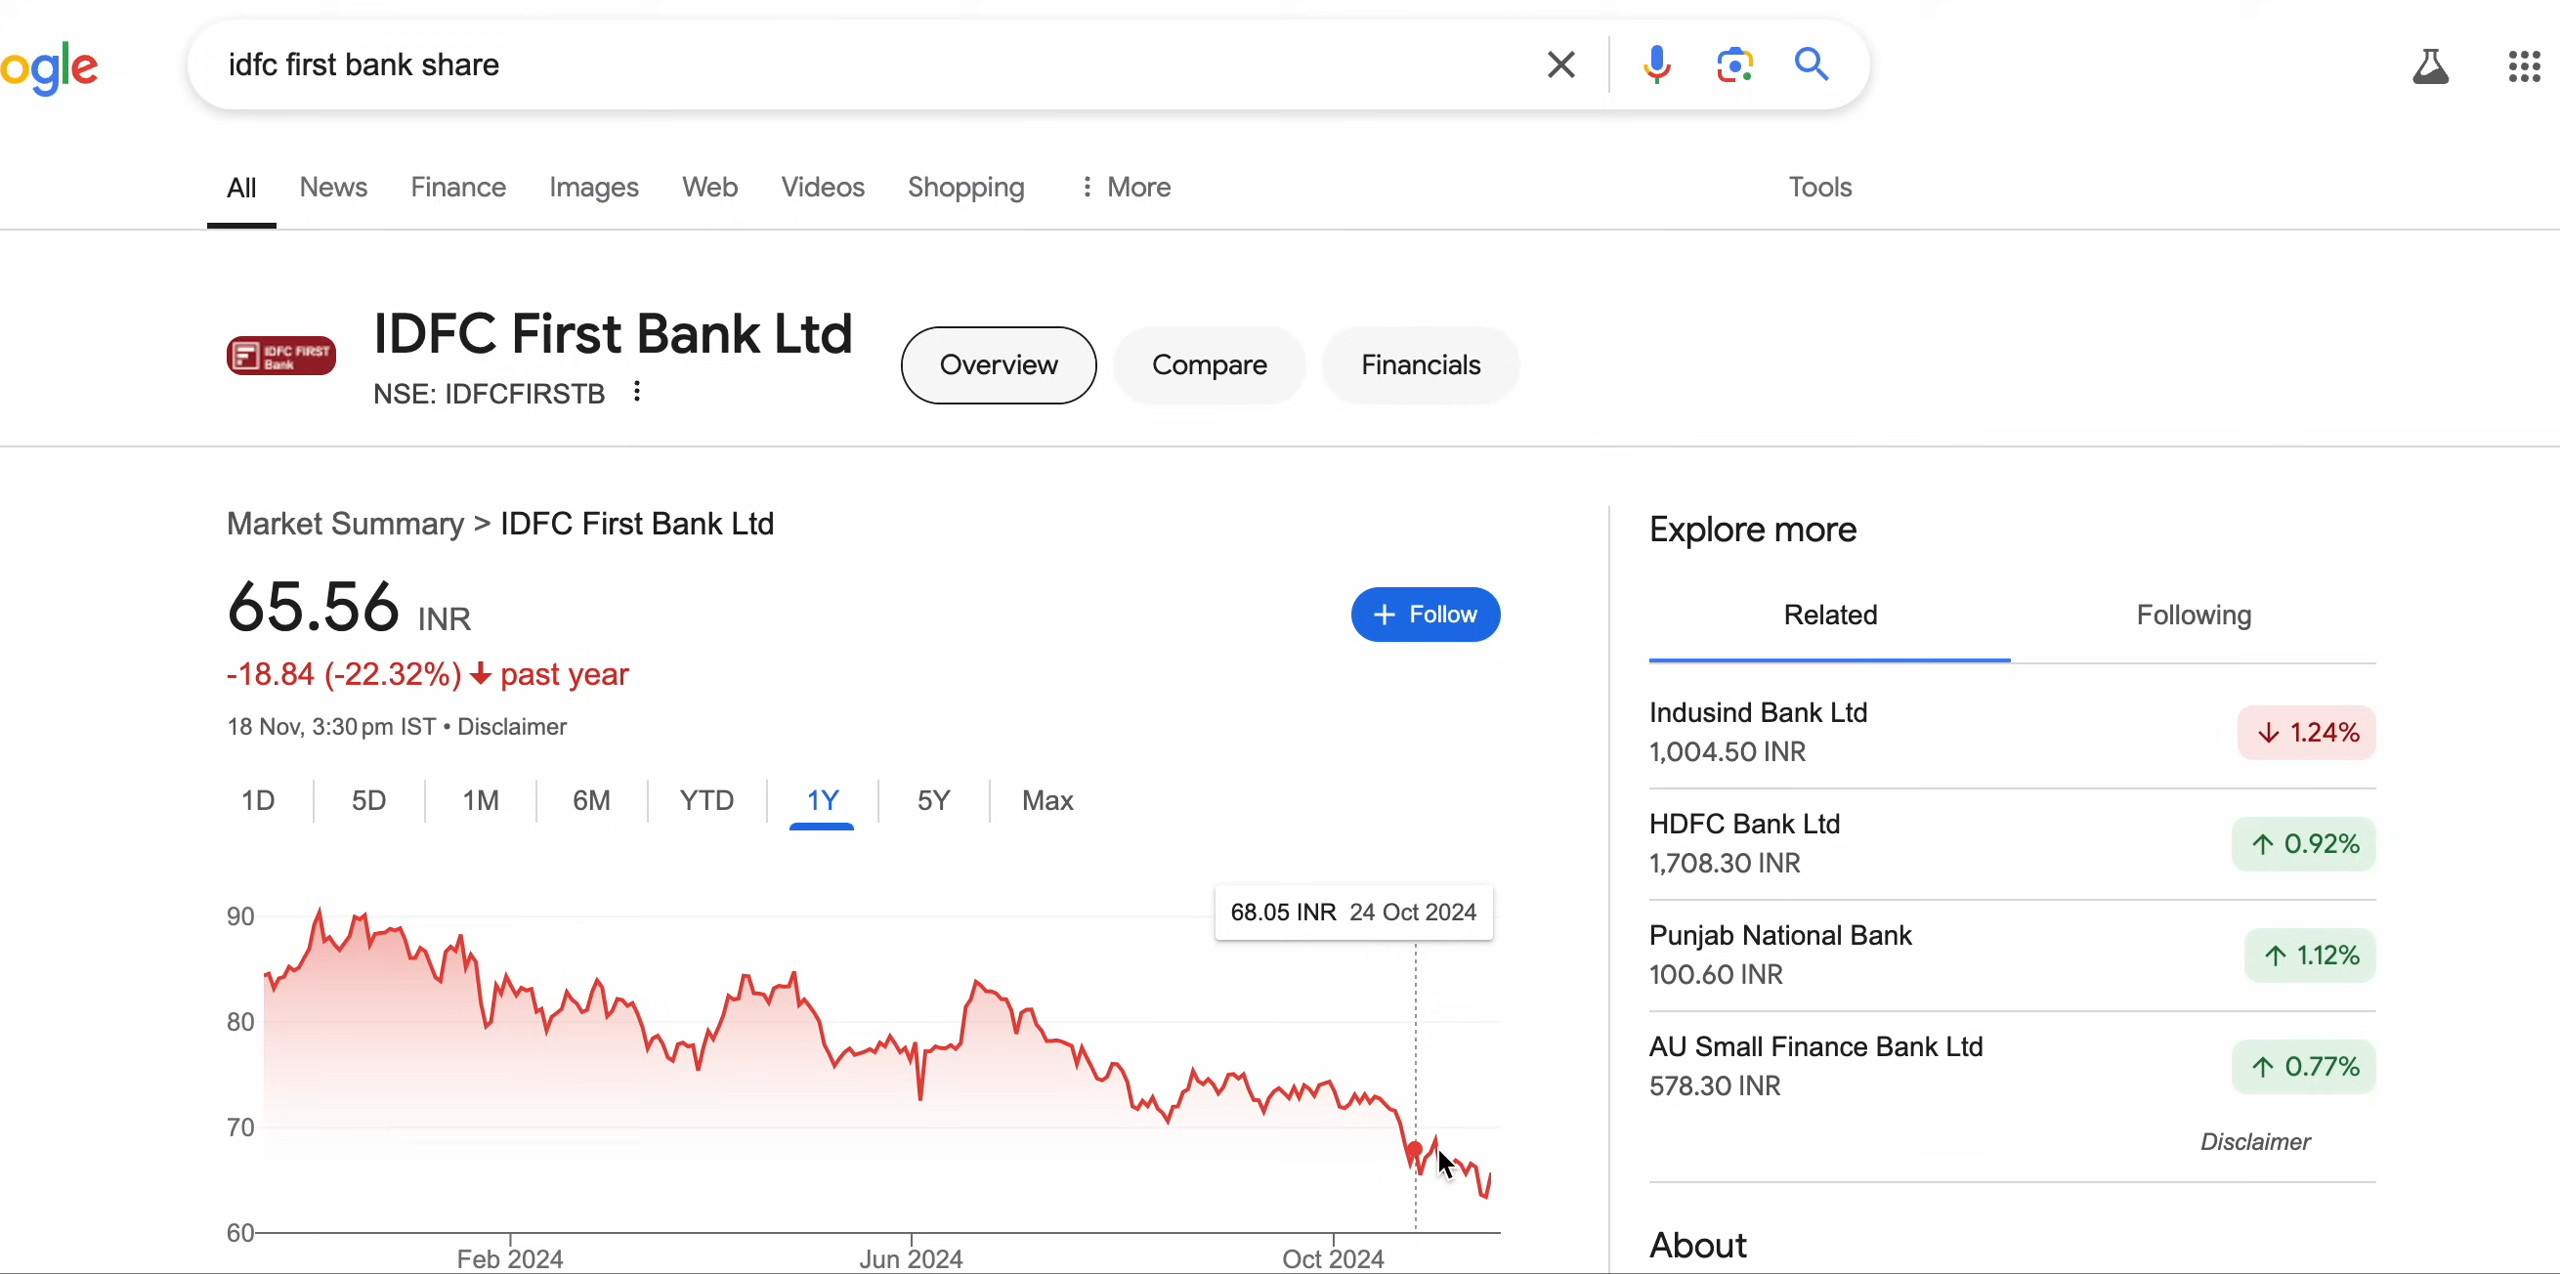 ogle
idfc first bank share
All News Finance Images Web Videos Shopping More Tools
IDFC FIRST
Bank
IDFC First Bank Ltd
NSE: IDFCFIRSTB
Overview Compare Financials
Market Summary > IDFC First Bank Ltd
65.56 INR
+ Follow
-18.84 (-22.32%) ↓ past year
18 Nov, 3:30 pm IST • Disclaimer
1D 5D 1M 6M YTD 1Y 5Y Max
68.05 INR 24 Oct 2024
90
80
70
60
Feb 2024 Jun 2024 Oct 2024
Explore more
Related Following
Indusind Bank Ltd
1,004.50 INR
↓ 1.24%
HDFC Bank Ltd
1,708.30 INR
↑ 0.92%
Punjab National Bank
100.60 INR
↑ 1.12%
AU Small Finance Bank Ltd
578.30 INR
↑ 0.77%
Disclaimer
About